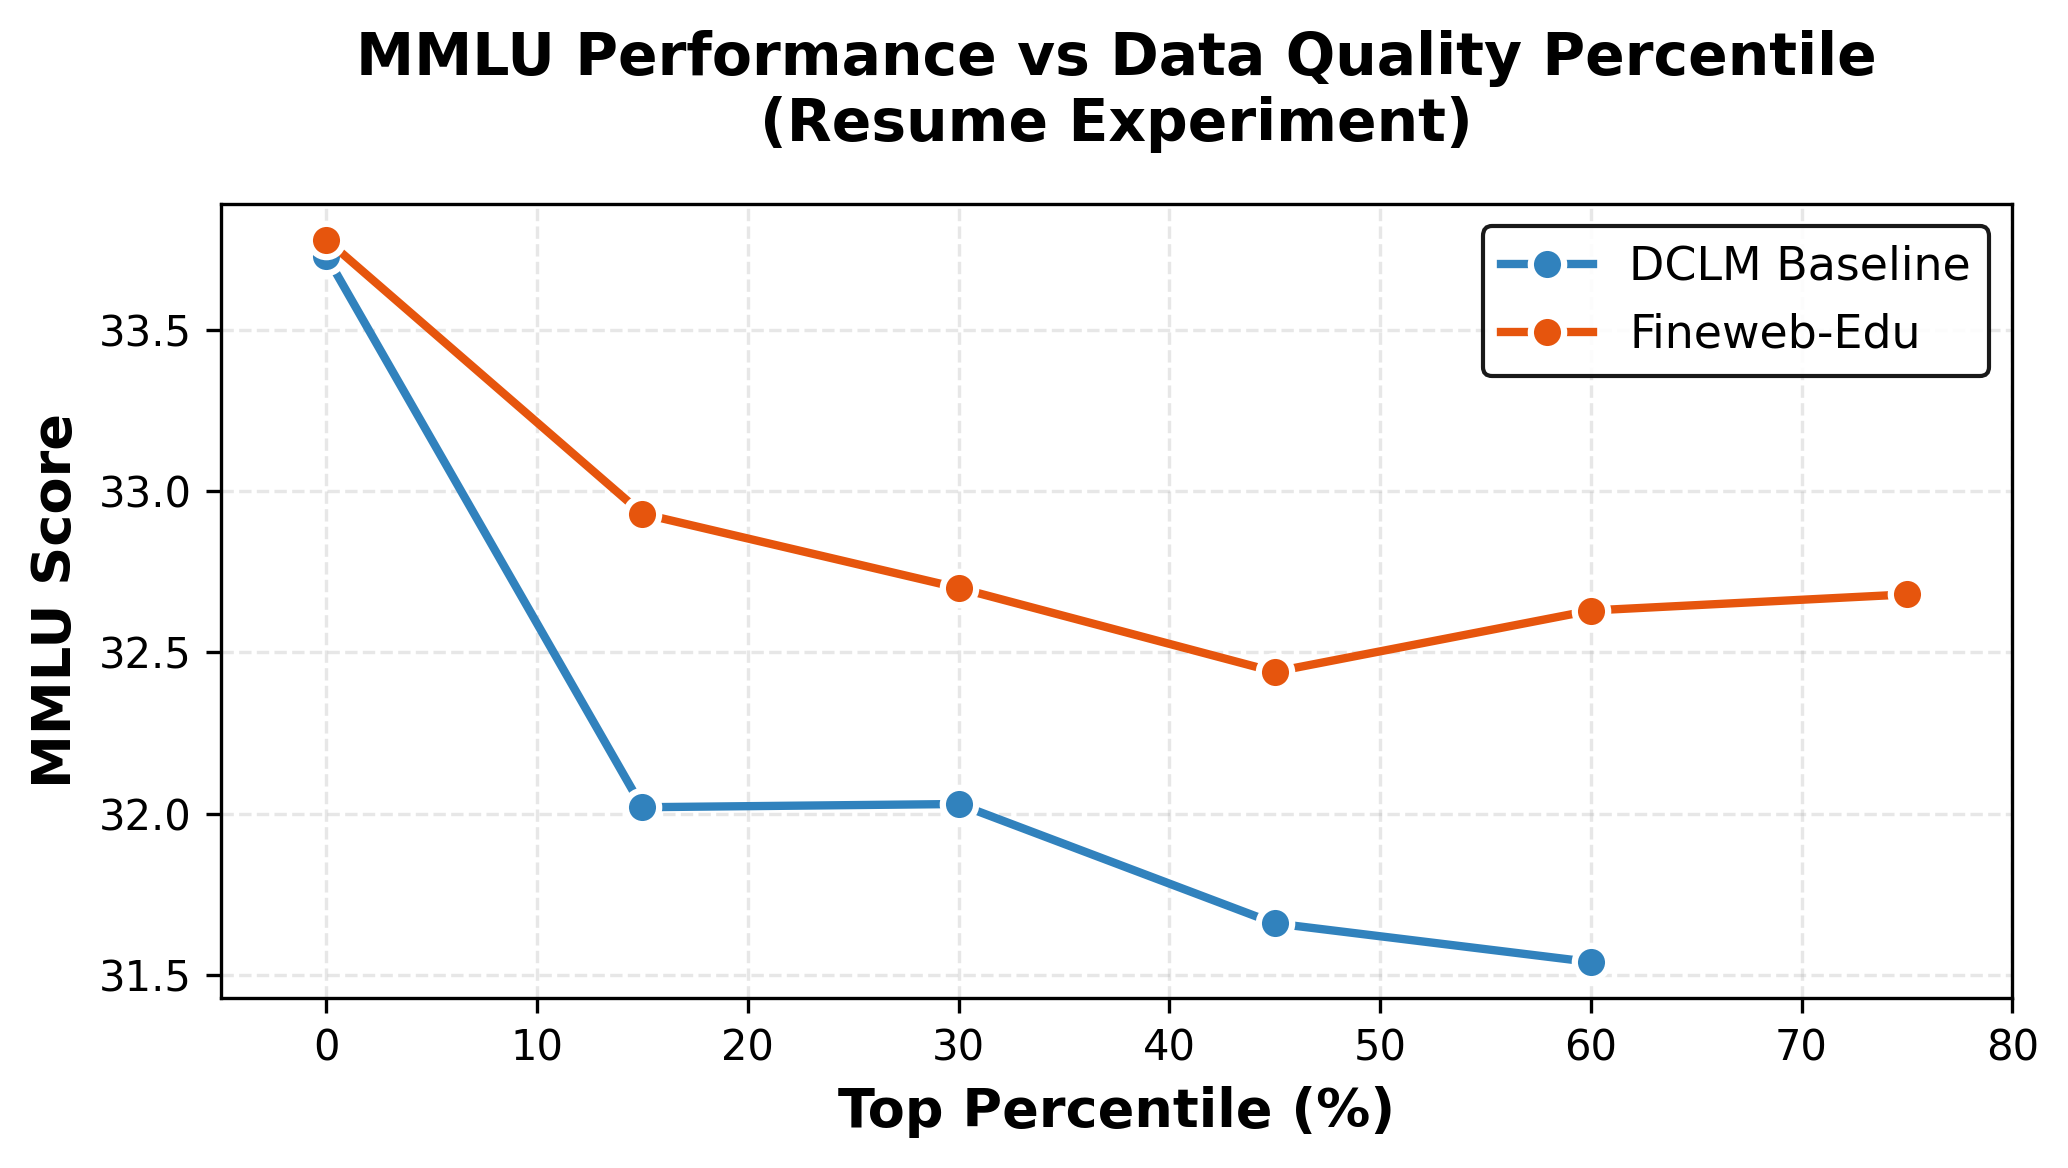 MMLU Performance vs Data Quality Percentile
(Resume Experiment)
DCLM Baseline
Fineweb-Edu
MMLU Score
33.5
33.0
32.5
32.0
31.5
0 10 20 30 40 50 60 70 80
Top Percentile (%)